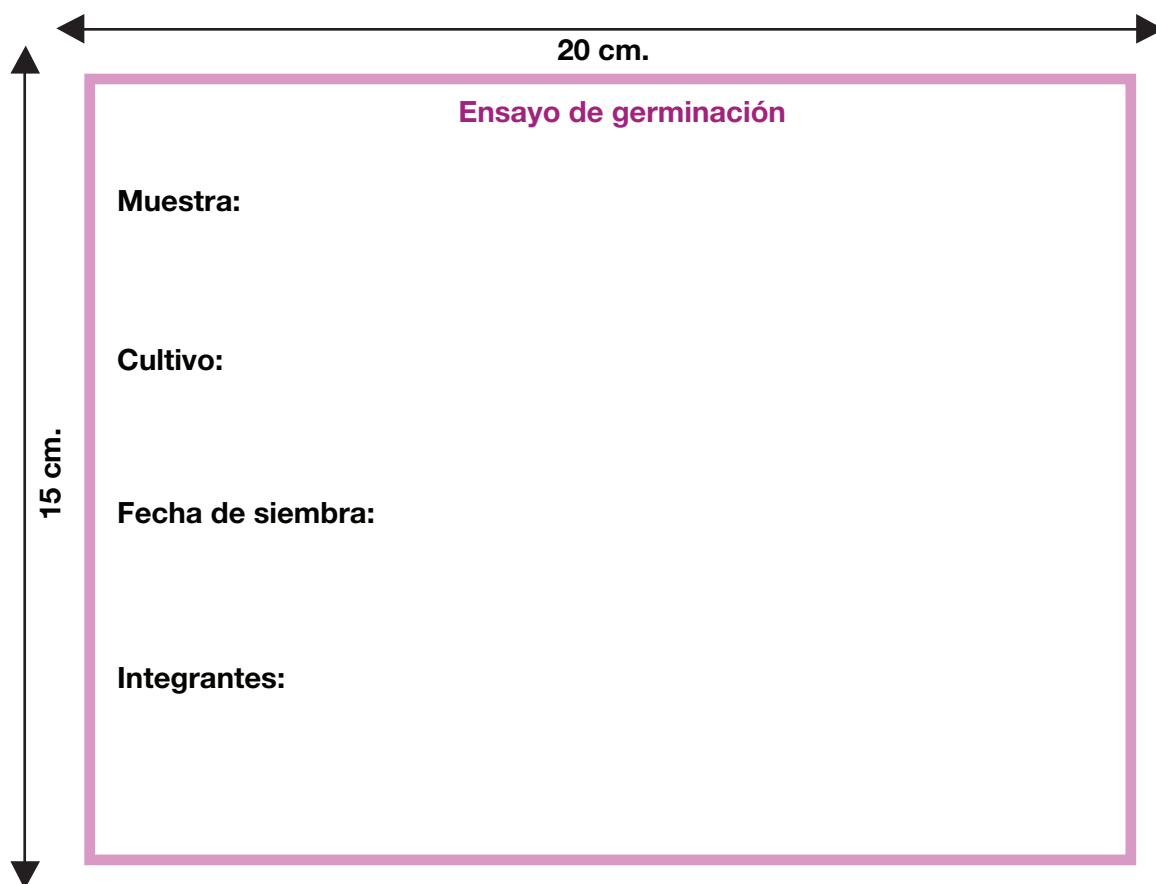 20 cm.
Ensayo de germinación
Muestra:
Cultivo:
15 cm.
Fecha de siembra:
Integrantes: